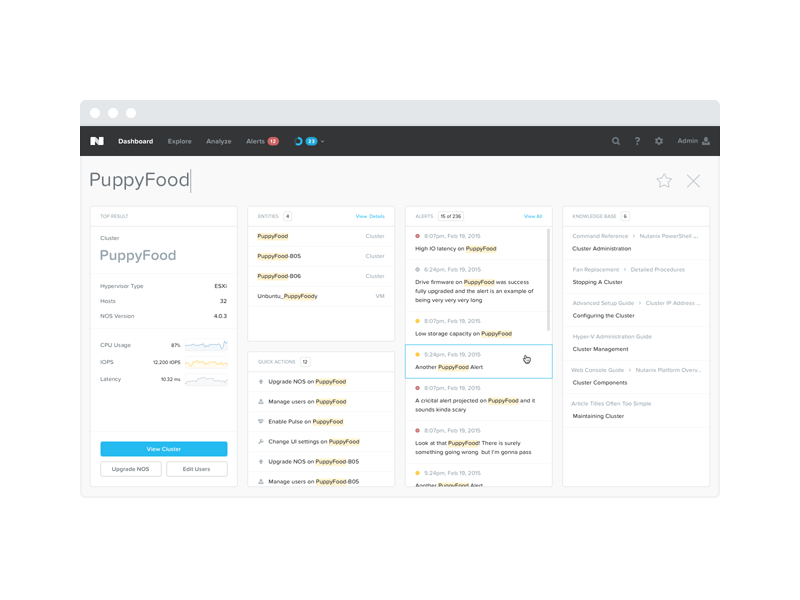 Dashboard Explore Analyze Alerts 12 23 Admin
PuppyFood
TOP RESULT
Cluster
PuppyFood
Hypervisor Type ESXi
Hosts 32
NOS Version 4.0.3
CPU Usage 87%
IOPS 12,200 IOPS
Latency 10.32 ms
View Cluster
Upgrade NOS Edit Users
ENTITIES 4 View Details
PuppyFood Cluster
PuppyFood-B05 Cluster
PuppyFood-B06 Cluster
Unbuntu_PuppyFoody VM
QUICK ACTIONS 12
Upgrade NOS on PuppyFood
Manage users on PuppyFood
Enable Pulse on PuppyFood
Change UI settings on PuppyFood
Upgrade NOS on PuppyFood-B05
Manage users on PuppyFood-B05
ALERTS 15 of 236 View All
8:07pm, Feb 19, 2015
High IO latency on PuppyFood
6:24pm, Feb 19, 2015
Drive firmware on PuppyFood was success
fully upgraded and the alert is an example of
being very very very long
8:07pm, Feb 19, 2015
Low storage capacity on PuppyFood
5:24pm, Feb 19, 2015
Another PuppyFood Alert
8:07pm, Feb 19, 2015
A cricital alert projected on PuppyFood and it
sounds kinda scary
8:07pm, Feb 19, 2015
Look at that PuppyFood! There is surely
something going wrong but I'm gonna pass
5:24pm, Feb 19, 2015
Another PuppyFood Alert
KNOWLEDGE BASE 6
Command Reference > Nutanix PowerShell ...
Cluster Administration
Fan Replacement > Detailed Procedures
Stopping A Cluster
Advanced Setup Guide > Cluster IP Address ...
Configuring the Cluster
Hyper-V Administration Guide
Cluster Management
Web Console Guide > Nutanix Platform Overv...
Cluster Components
Article Titles Often Too Simple
Maintaining Cluster